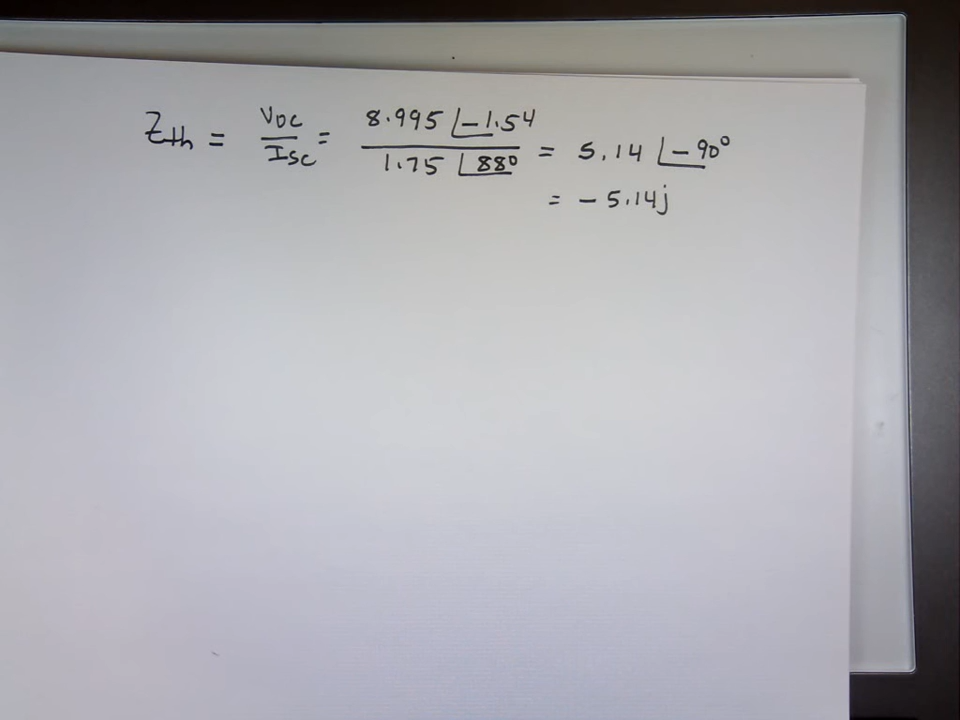 Zth = Voc / Isc = 8.995 ∠-1.54 / 1.75 ∠88° = 5.14 ∠-90°
= -5.14j